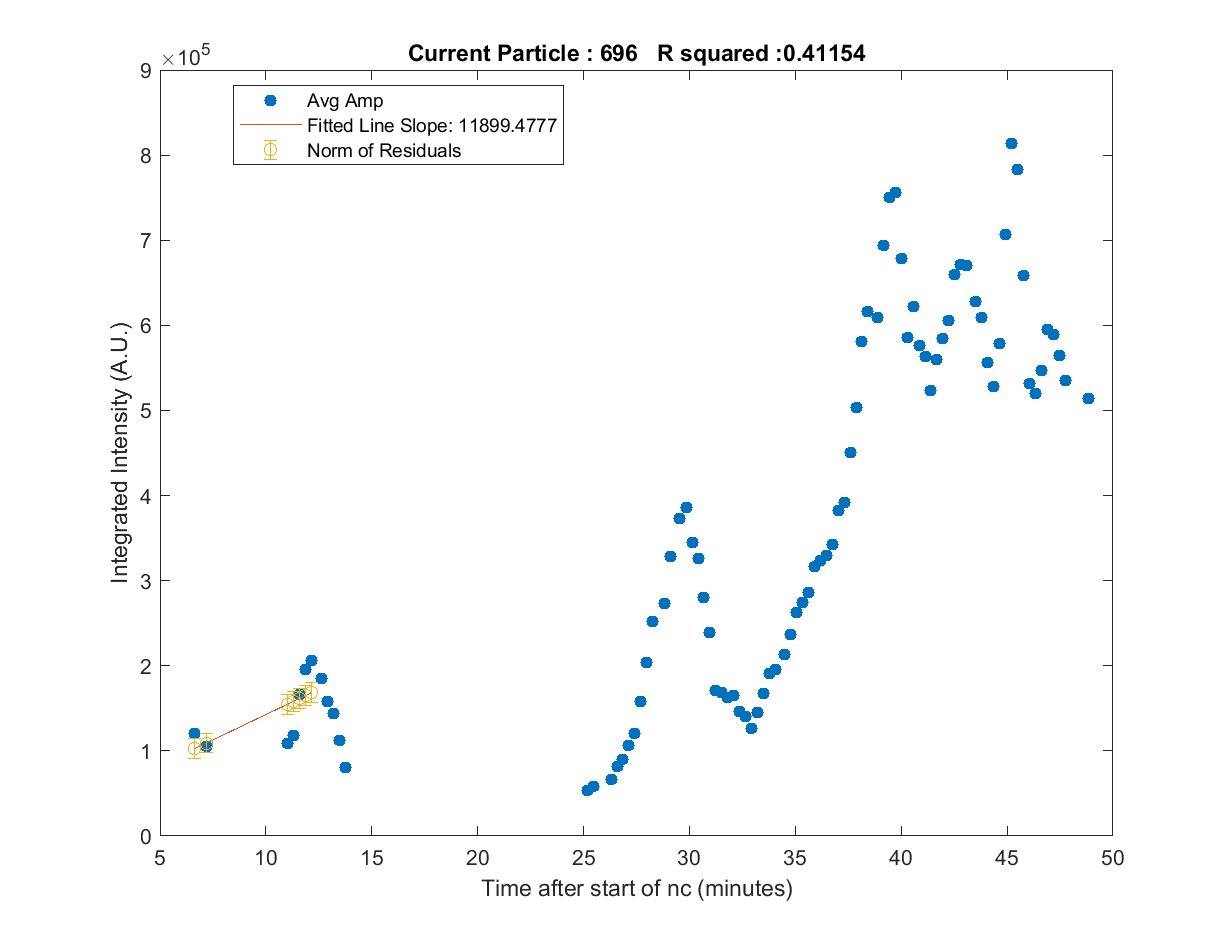 Current Particle : 696 R squared :0.41154
×10^5
9
8
7
6
5
4
3
2
1
0
Avg Amp
Fitted Line Slope: 11899.4777
Norm of Residuals
Integrated Intensity (A.U.)
5 10 15 20 25 30 35 40 45 50
Time after start of nc (minutes)